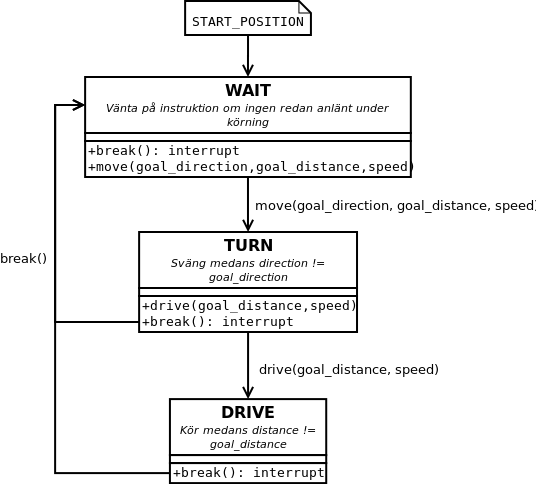 START_POSITION
WAIT
Vänta på instruktion om ingen redan anlänt under
körning
+break(): interrupt
+move(goal_direction,goal_distance,speed)
move(goal_direction, goal_distance, speed)
TURN
Sväng medans direction !=
goal_direction
break()
+drive(goal_distance,speed)
+break(): interrupt
drive(goal_distance, speed)
DRIVE
Kör medans distance !=
goal_distance
+break(): interrupt